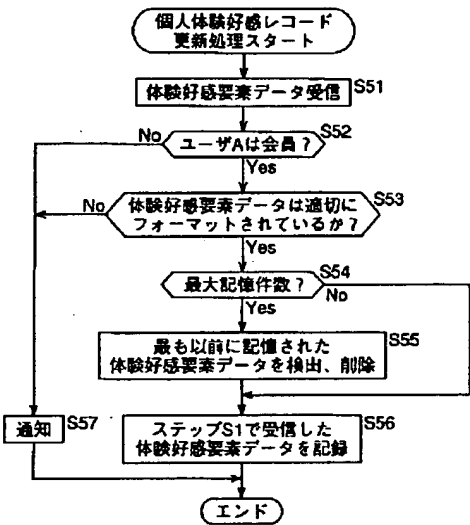 個人体験好感レコード
更新処理スタート
体験好感要素データ受信
S51
ユーザAは会員？
S52
No
Yes
体験好感要素データは適切に
フォーマットされているか？
S53
No
Yes
最大記憶件数？
S54
No
Yes
最も以前に記憶された
体験好感要素データを検出、削除
S55
通知
S57
ステップS1で受信した
体験好感要素データを記録
S56
エンド